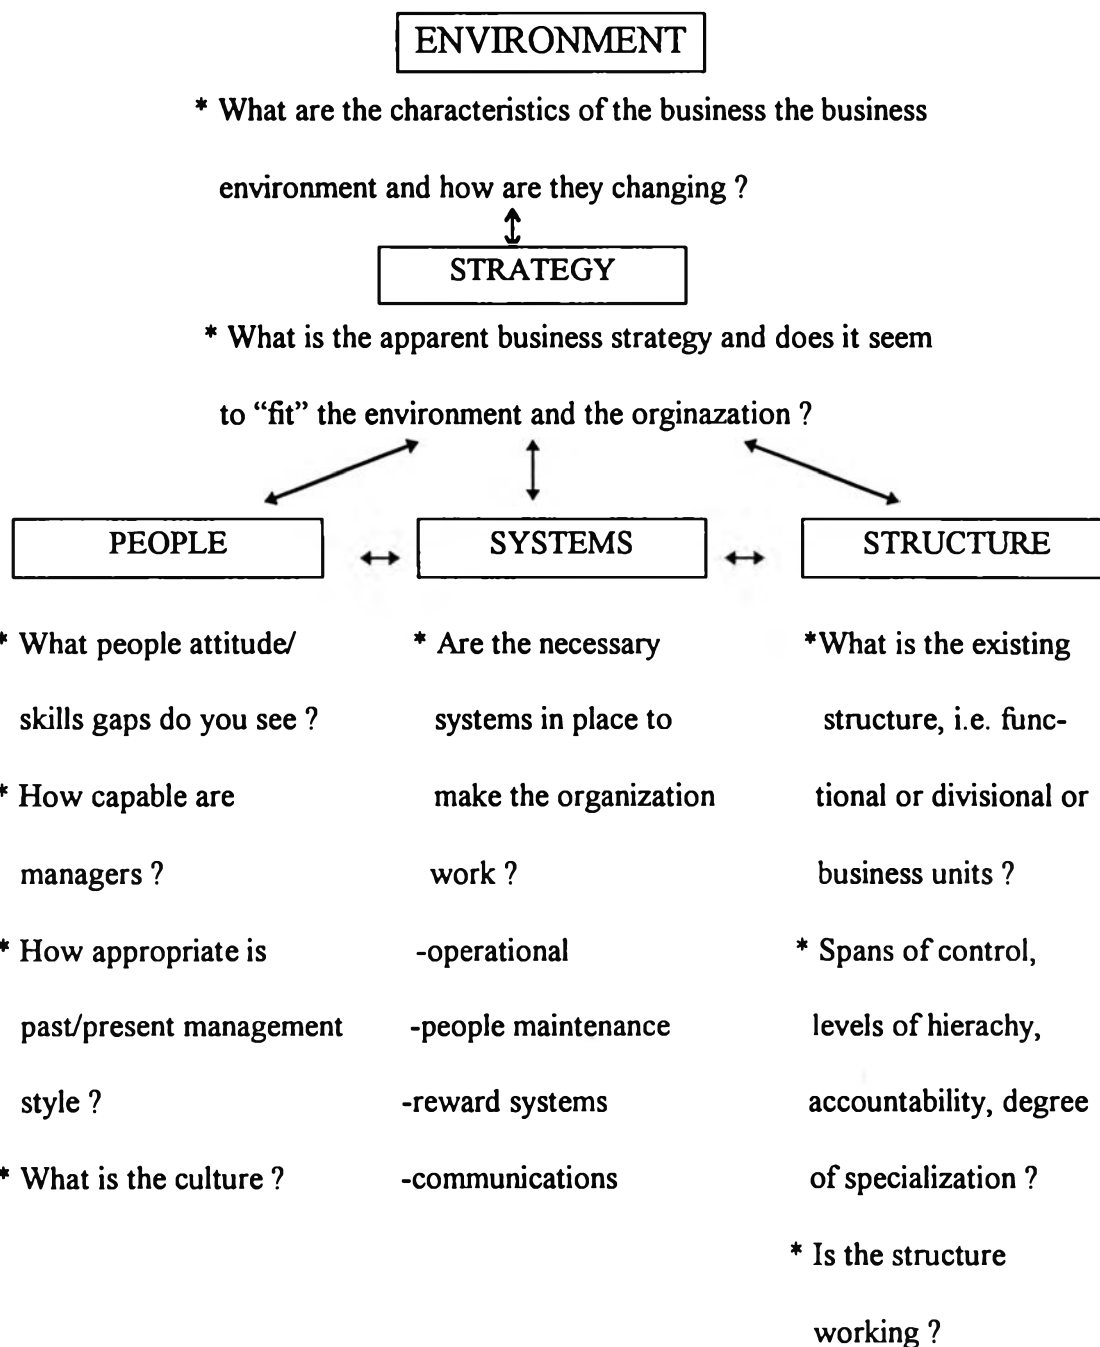 ENVIRONMENT
* What are the characteristics of the business the business
environment and how are they changing ?
STRATEGY
* What is the apparent business strategy and does it seem
to “fit” the environment and the orginazation ?
PEOPLE
* What people attitude/
skills gaps do you see ?
* How capable are
managers ?
* How appropriate is
past/present management
style ?
* What is the culture ?
SYSTEMS
* Are the necessary
systems in place to
make the organization
work ?
-operational
-people maintenance
-reward systems
-communications
STRUCTURE
*What is the existing
structure, i.e. func-
tional or divisional or
business units ?
* Spans of control,
levels of hierachy,
accountability, degree
of specialization ?
* Is the structure
working ?